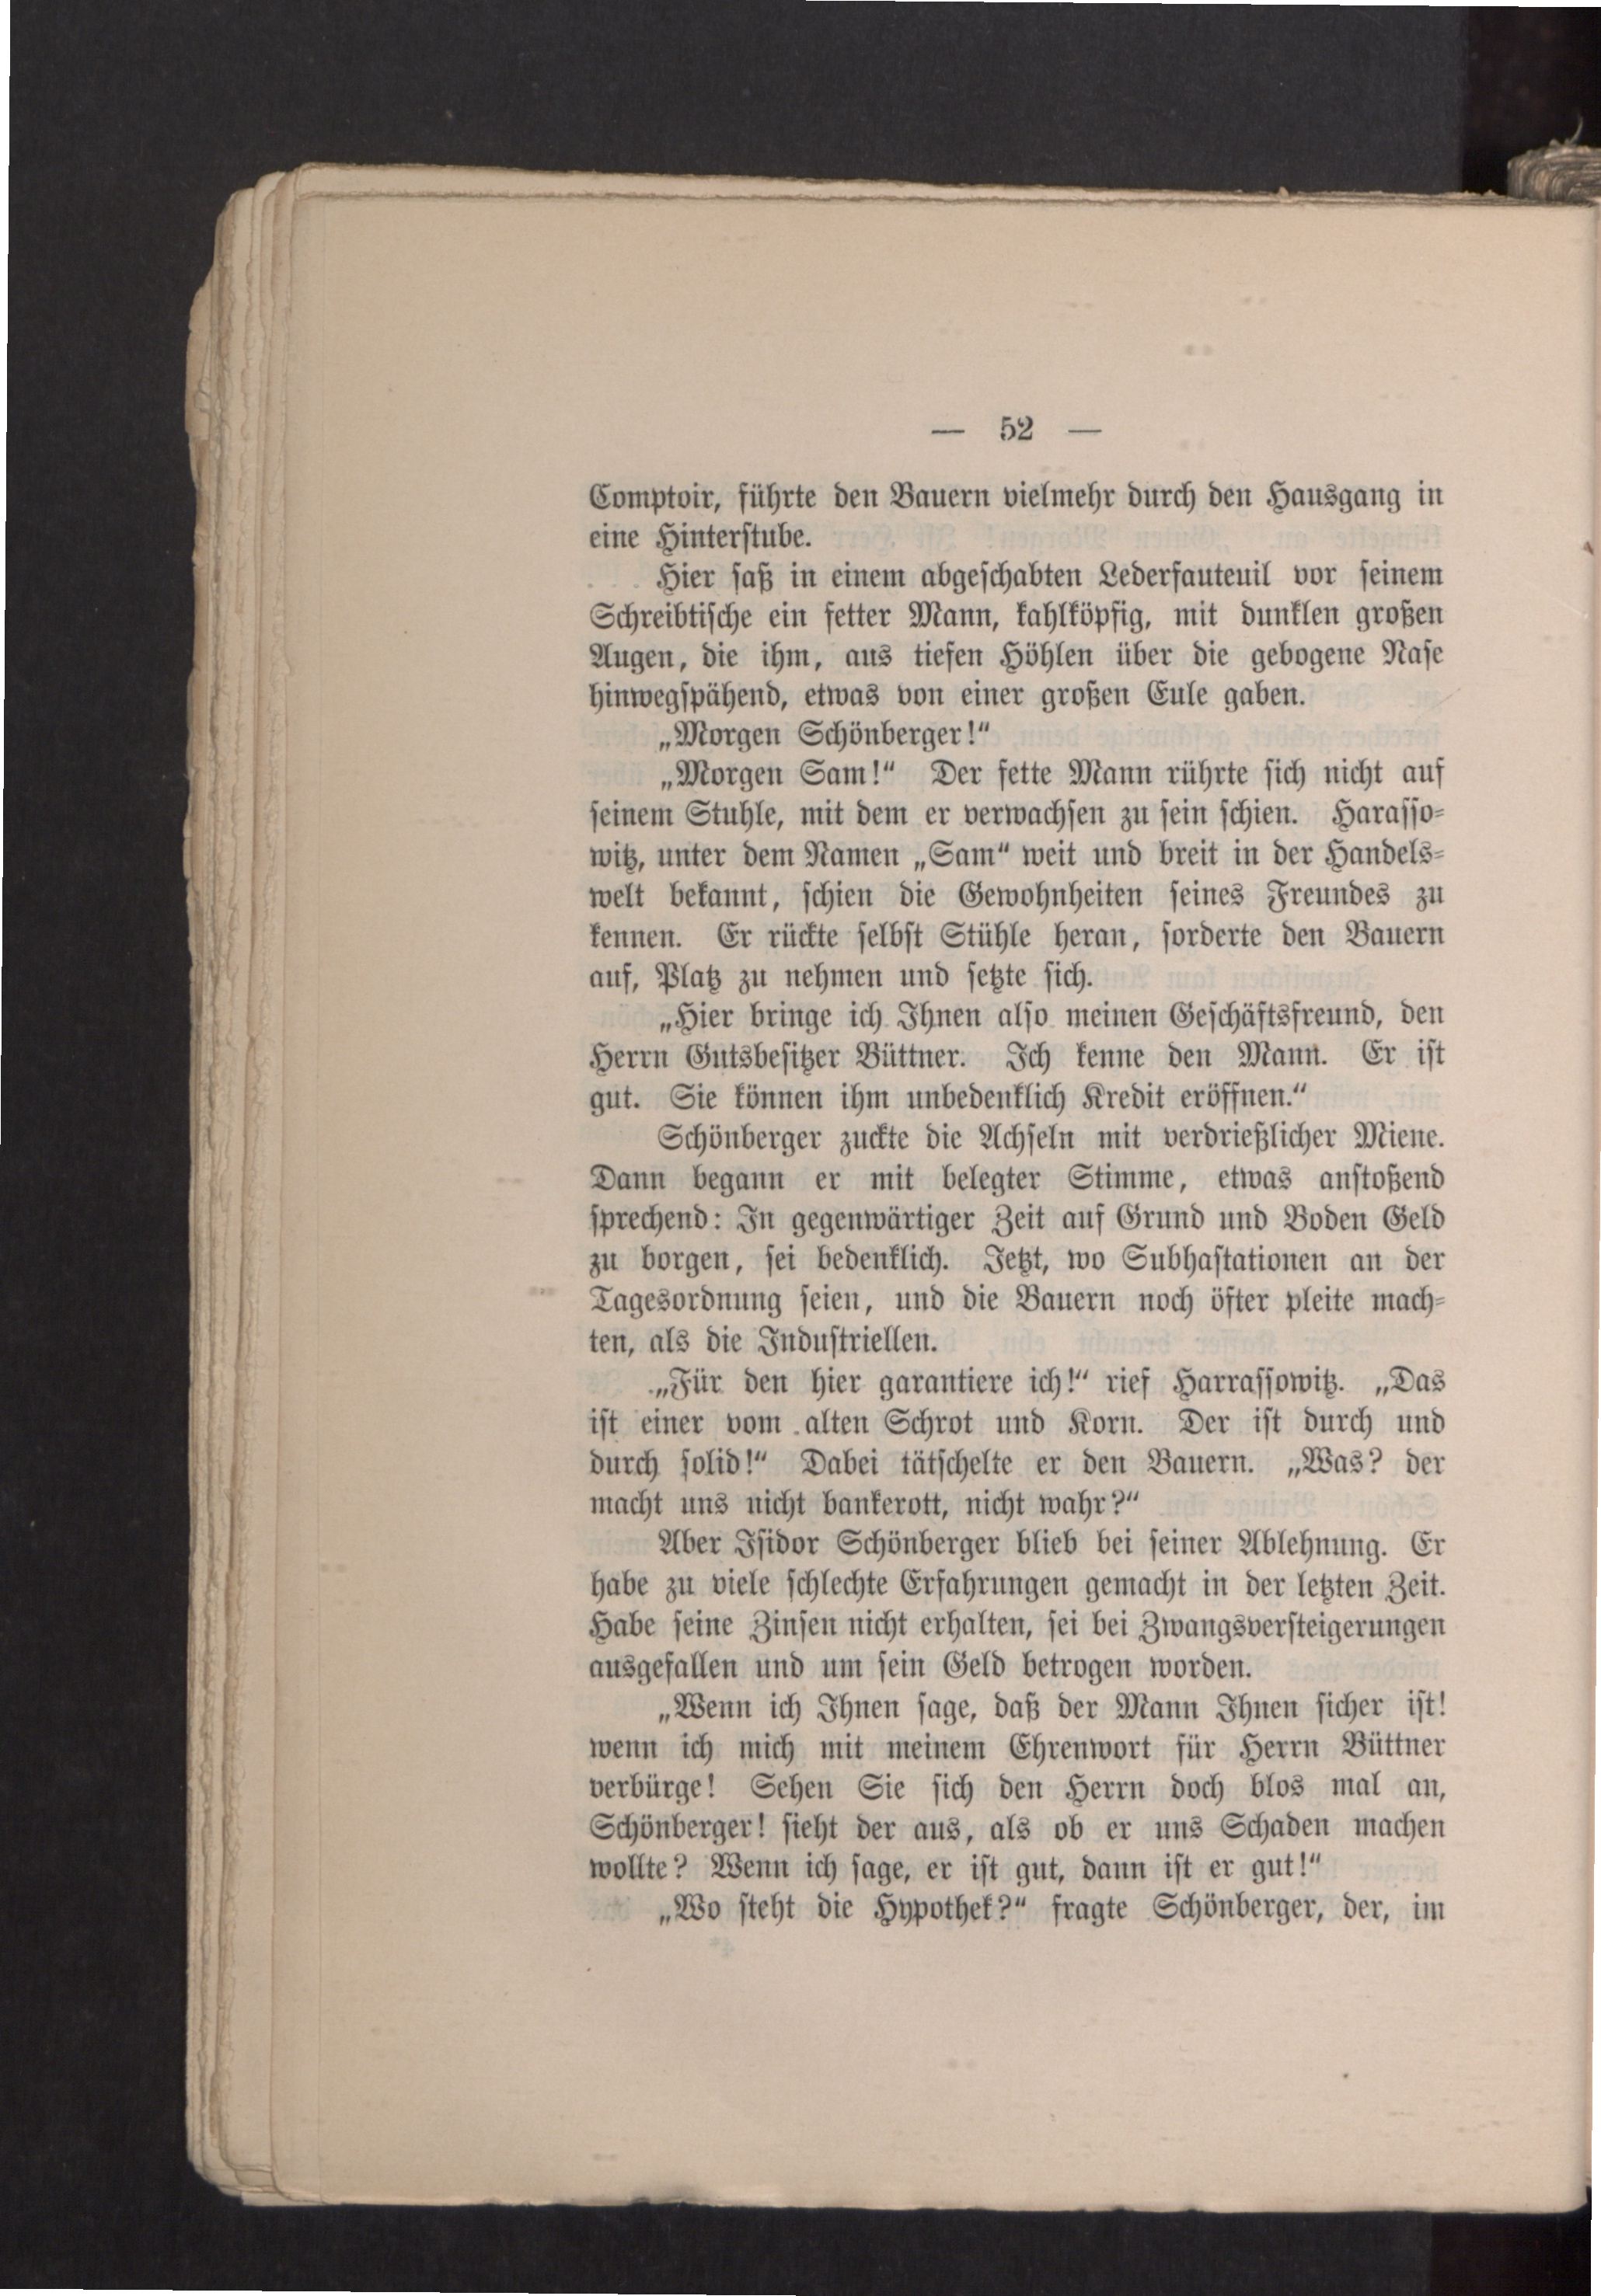 — 52 —
Comptoir, führte den Bauern vielmehr durch den Hausgang in
eine Hinterstube.
Hier saß in einem abgeschabten Lederfauteuil vor seinem
Schreibtische ein fetter Mann, kahlköpfig, mit dunklen großen
Augen, die ihm, aus tiefen Höhlen über die gebogene Nase
hinwegspähend, etwas von einer großen Eule gaben.
„Morgen Schönberger!“
„Morgen Sam!“ Der fette Mann rührte sich nicht auf
seinem Stuhle, mit dem er verwachsen zu sein schien. Harasso-
witz, unter dem Namen „Sam“ weit und breit in der Handels-
welt bekannt, schien die Gewohnheiten seines Freundes zu
kennen. Er rückte selbst Stühle heran, forderte den Bauern
auf, Platz zu nehmen und setzte sich.
„Hier bringe ich Ihnen also meinen Geschäftsfreund, den
Herrn Gutsbesitzer Büttner. Ich kenne den Mann. Er ist
gut. Sie können ihm unbedenklich Kredit eröffnen.“
Schönberger zuckte die Achseln mit verdrießlicher Miene.
Dann begann er mit belegter Stimme, etwas anstoßend
sprechend: In gegenwärtiger Zeit auf Grund und Boden Geld
zu borgen, sei bedenklich. Jetzt, wo Subhastationen an der
Tagesordnung seien, und die Bauern noch öfter pleite mach-
ten, als die Industriellen.
„Für den hier garantiere ich!“ rief Harrassowitz. „Das
ist einer vom alten Schrot und Korn. Der ist durch und
durch solid!“ Dabei tätschelte er den Bauern. „Was? der
macht uns nicht bankerott, nicht wahr?“
Aber Isidor Schönberger blieb bei seiner Ablehnung. Er
habe zu viele schlechte Erfahrungen gemacht in der letzten Zeit.
Habe seine Zinsen nicht erhalten, sei bei Zwangsversteigerungen
ausgefallen und um sein Geld betrogen worden.
„Wenn ich Ihnen sage, daß der Mann Ihnen sicher ist!
wenn ich mich mit meinem Ehrenwort für Herrn Büttner
verbürge! Sehen Sie sich den Herrn doch blos mal an,
Schönberger! sieht der aus, als ob er uns Schaden machen
wollte? Wenn ich sage, er ist gut, dann ist er gut!“
„Wo steht die Hypothek?“ fragte Schönberger, der, im